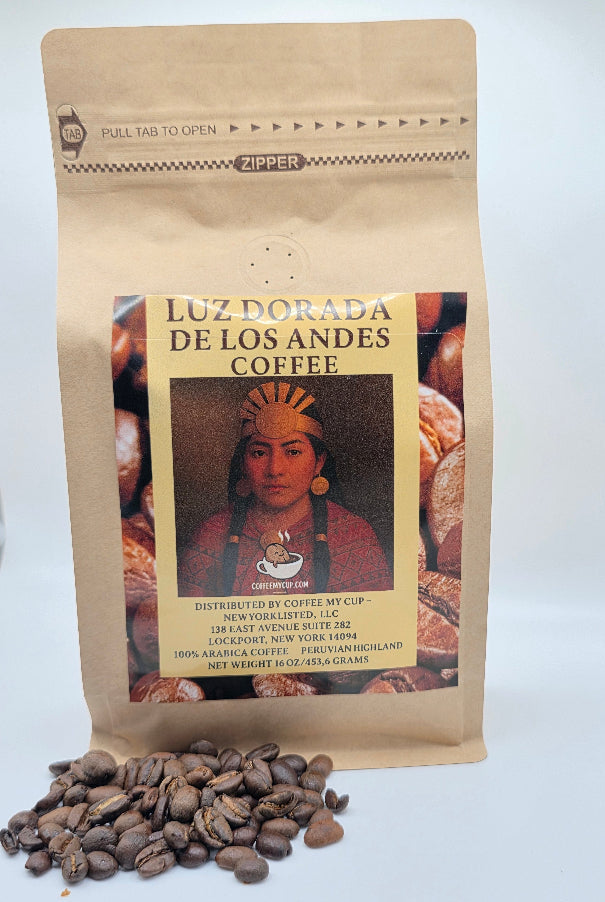 TAB PULL TAB TO OPEN
ZIPPER
LUZ DORADA
DE LOS ANDES
COFFEE
COFFEEMYCUP.COM
DISTRIBUTED BY COFFEE MY CUP –
NEWYORKLISTED, LLC
138 EAST AVENUE SUITE 282
LOCKPORT, NEW YORK 14094
100% ARABICA COFFEE PERUVIAN HIGHLAND
NET WEIGHT 16 OZ/453,6 GRAMS